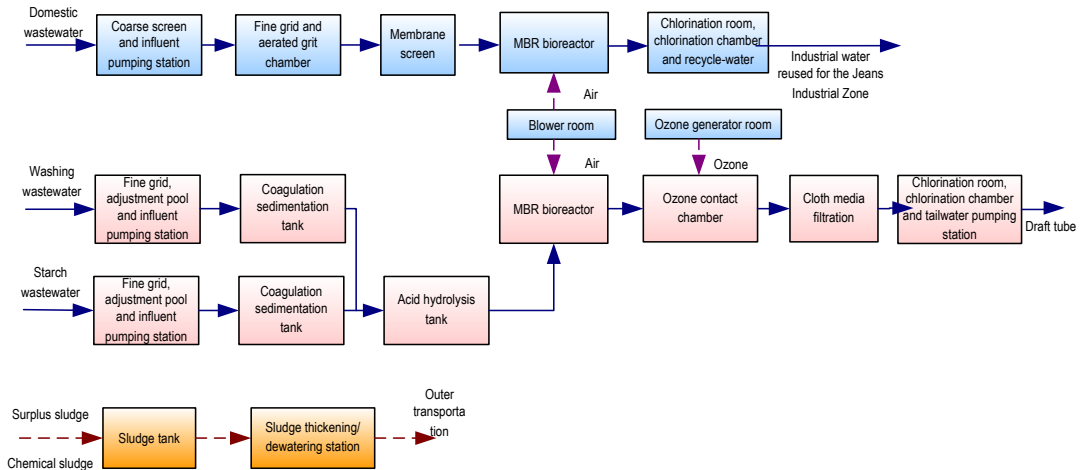 Domestic
wastewater
Coarse screen
and influent
pumping station
Fine grid and
aerated grit
chamber
Membrane
screen
MBR bioreactor
Chlorination room,
chlorination chamber
and recycle-water
Industrial water
reused for the Jeans
Industrial Zone
Air
Blower room
Ozone generator room
Air
Ozone
Washing
wastewater
Fine grid,
adjustment pool
and influent
pumping station
Coagulation
sedimentation
tank
MBR bioreactor
Ozone contact
chamber
Cloth media
filtration
Chlorination room,
chlorination chamber
and tailwater pumping
station
Draft tube
Starch
wastewater
Fine grid,
adjustment pool
and influent
pumping station
Coagulation
sedimentation
tank
Acid hydrolysis
tank
Surplus sludge
Chemical sludge
Sludge tank
Sludge thickening/
dewatering station
Outer
transporta
tion